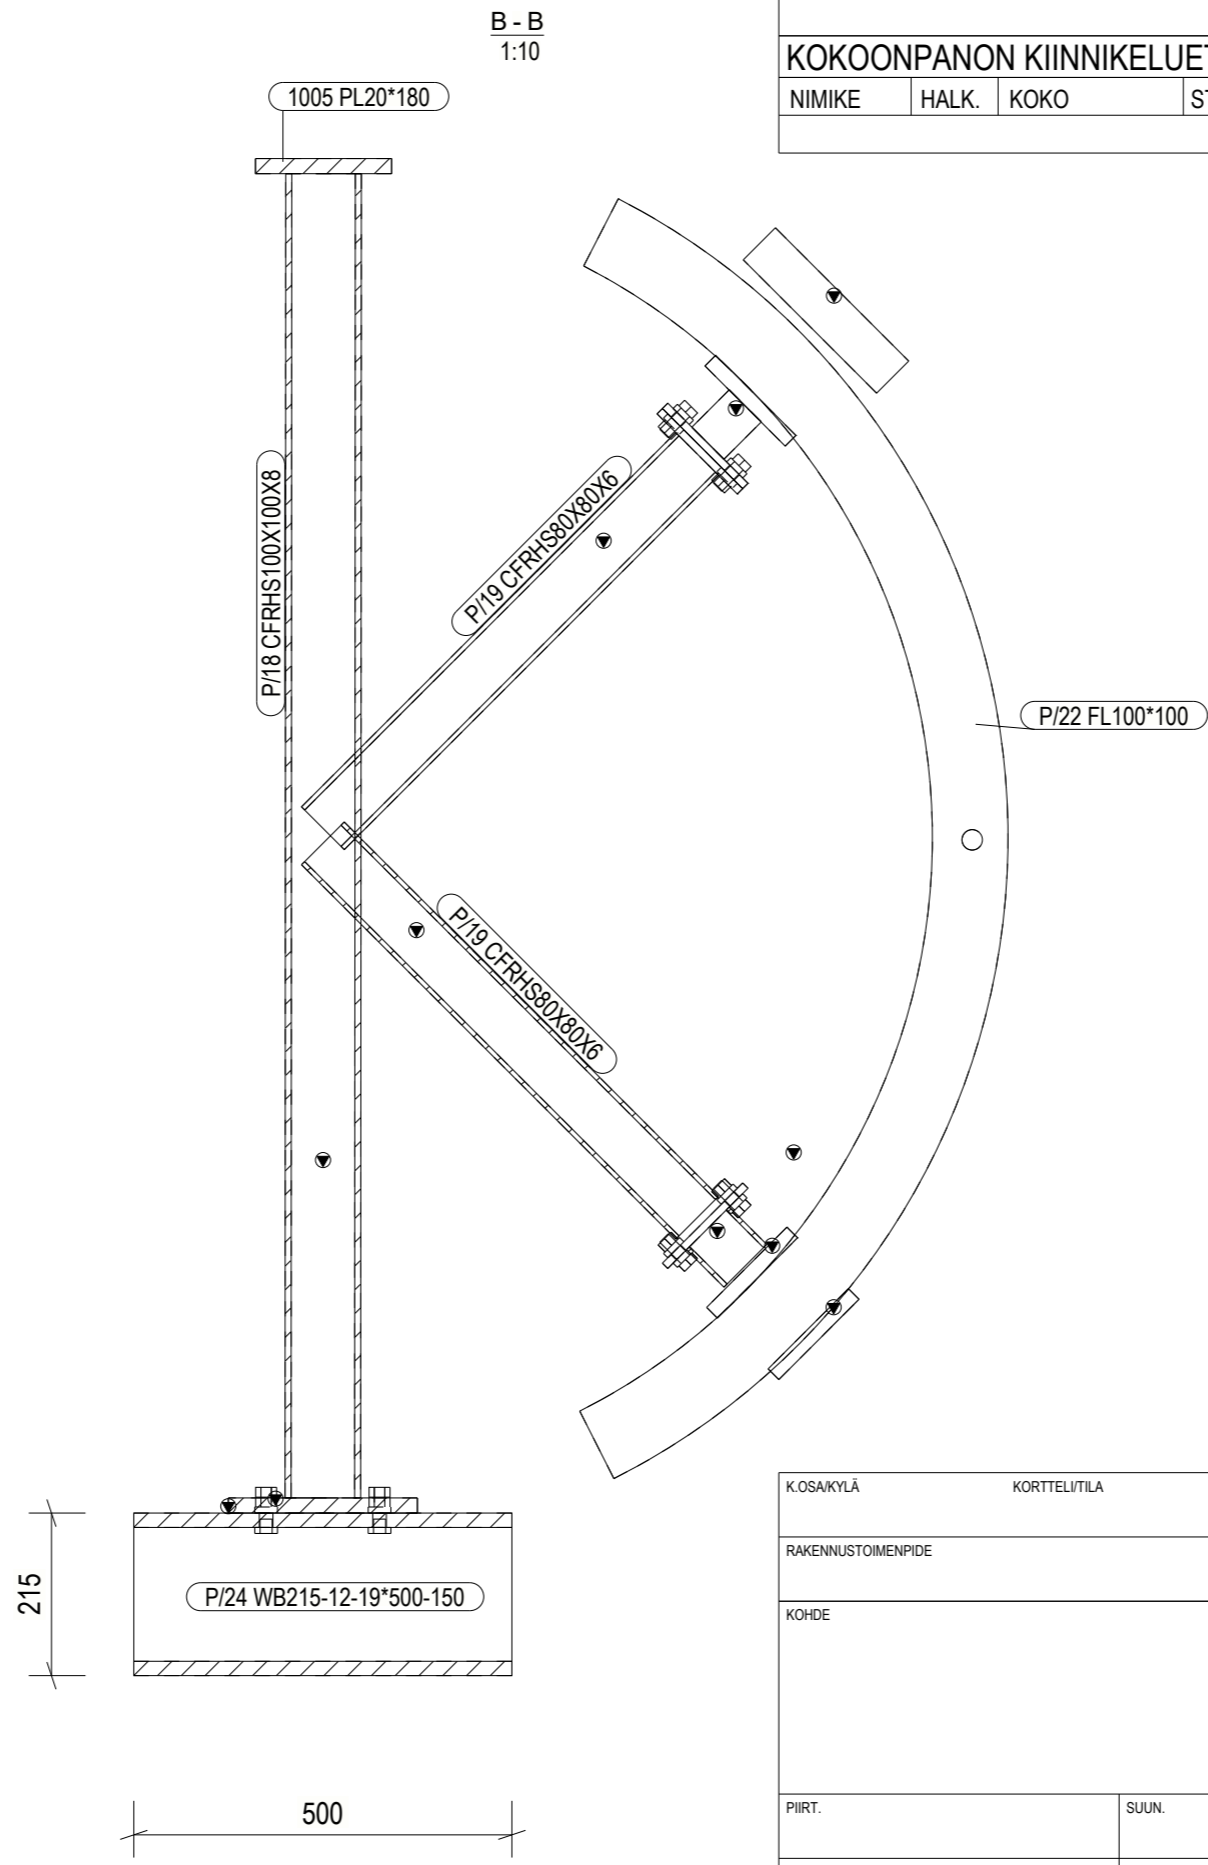 B - B
1:10
KOKOONPANON KIINNIKELUE
NIMIKE HALK. KOKO
1005 PL20*180
P/18 CFRHS100X100X8
P/19 CFRHS80X80X6
P/22 FL100*100
P/19 CFRHS80X80X6
P/24 WB215-12-19*500-150
215
500
K.OSA/KYLÄ KORTTELI/TILA
RAKENNUSTOIMENPIDE
KOHDE
PIIRT. SUUN.